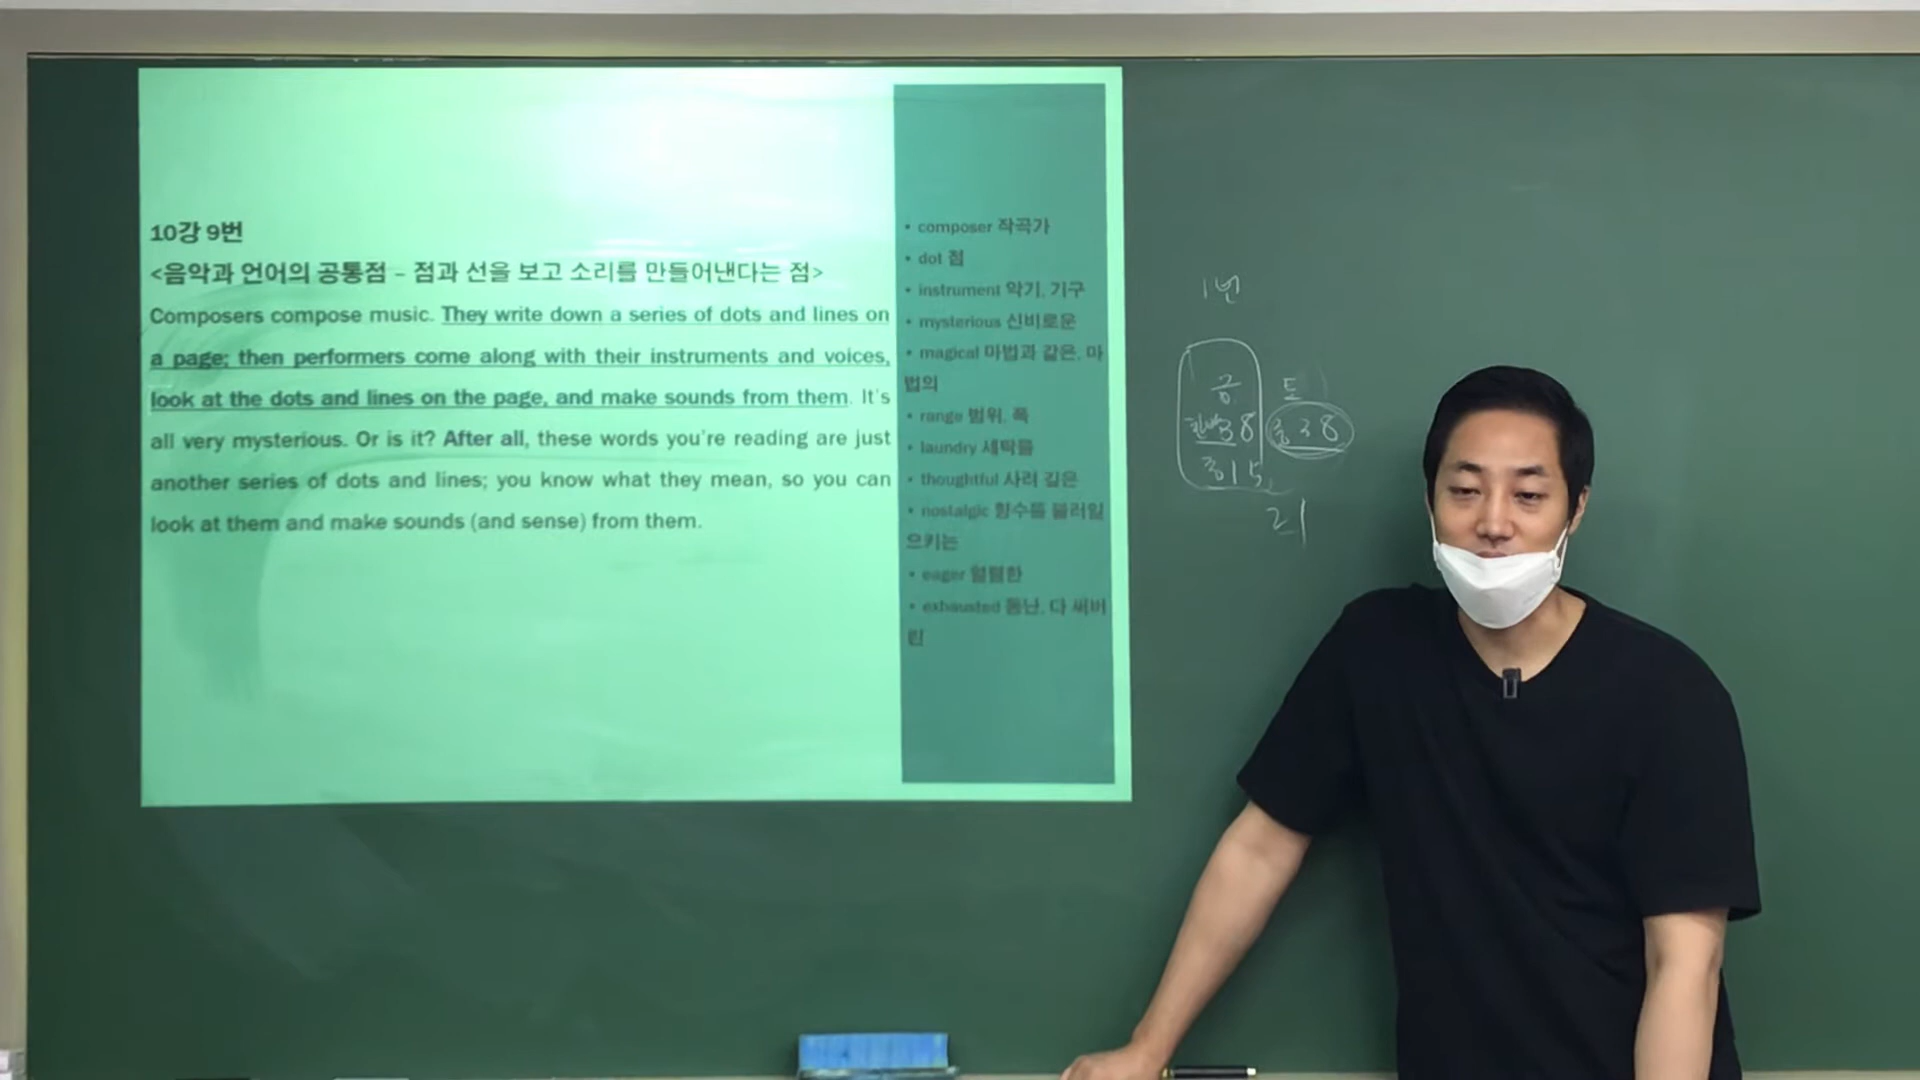 10강 9번
<음악과 언어의 공통점 – 점과 선을 보고 소리를 만들어낸다는 점>
Composers compose music. They write down a series of dots and lines on
a page; then performers come along with their instruments and voices,
look at the dots and lines on the page, and make sounds from them. It's
all very mysterious. Or is it? After all, these words you're reading are just
another series of dots and lines; you know what they mean, so you can
look at them and make sounds (and sense) from them.
• composer 작곡가
• dot 점
• instrument 악기, 기구
• mysterious 신비로운
• magical 마법과 같은, 마
법의
• range 범위, 폭
• laundry 세탁물
• thoughtful 사려 깊은
• nostalgic 향수를 불러일
으키는
• eager 열렬한
• exhausted 동난, 다 써버
린
1번
38
38
315
21